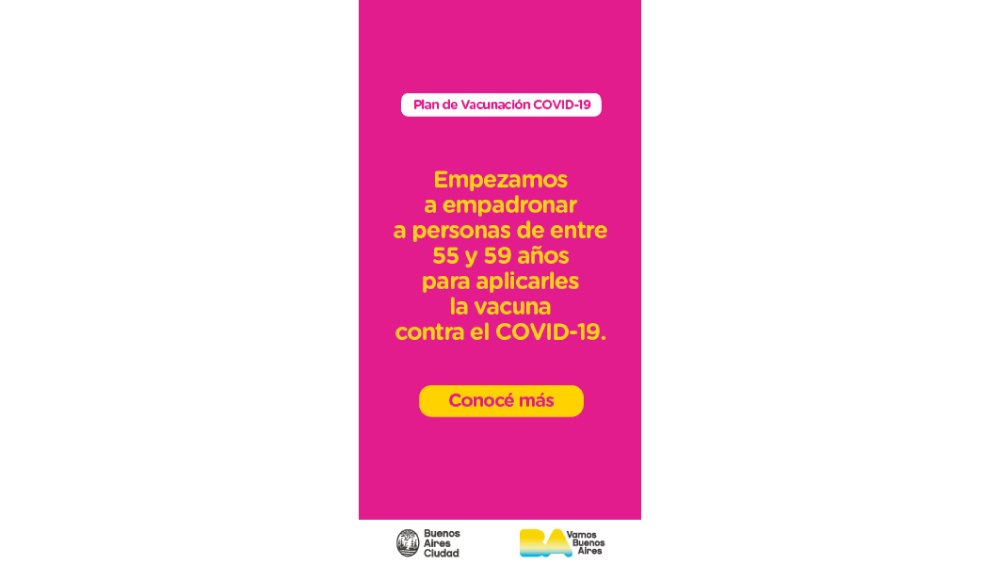 Plan de Vacunación COVID-19
Empezamos
a empadronar
a personas de entre
55 y 59 años
para aplicarles
la vacuna
contra el COVID-19.
Conocé más
Buenos
Aires
Ciudad
BA
Vamos
Buenos
Aires